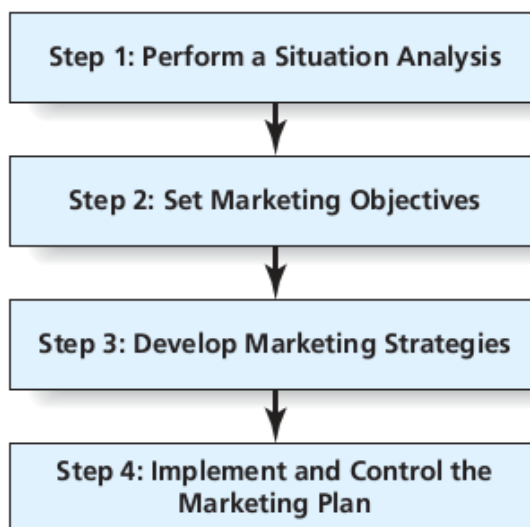 Step 1: Perform a Situation Analysis
Step 2: Set Marketing Objectives
Step 3: Develop Marketing Strategies
Step 4: Implement and Control the
Marketing Plan